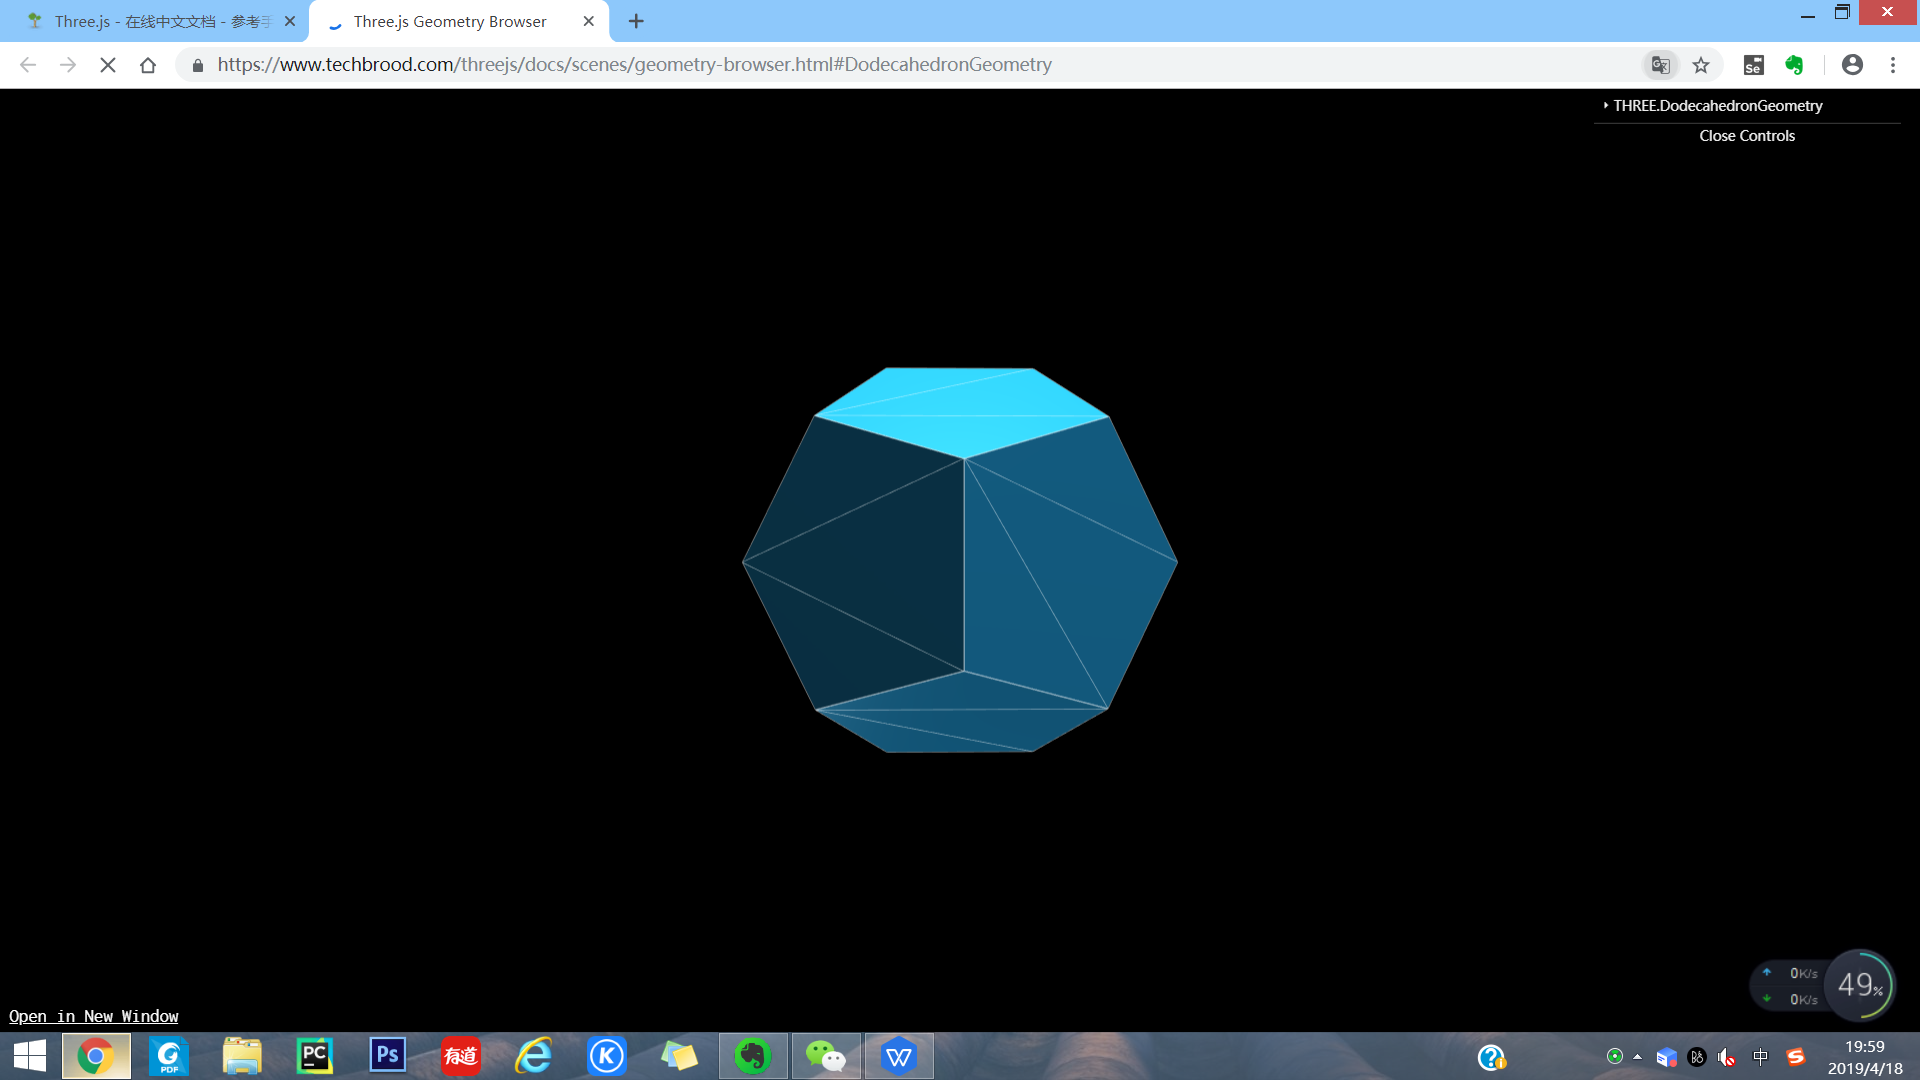 Three.js - 在线中文文档 - 参考手
Three.js Geometry Browser
https://www.techbrood.com/threejs/docs/scenes/geometry-browser.html#DodecahedronGeometry
Se
THREE.DodecahedronGeometry
Close Controls
0K/s
0K/s
49%
Open in New Window
PDF
PC
Ps
有道
K
W
中
S
19:59
2019/4/18